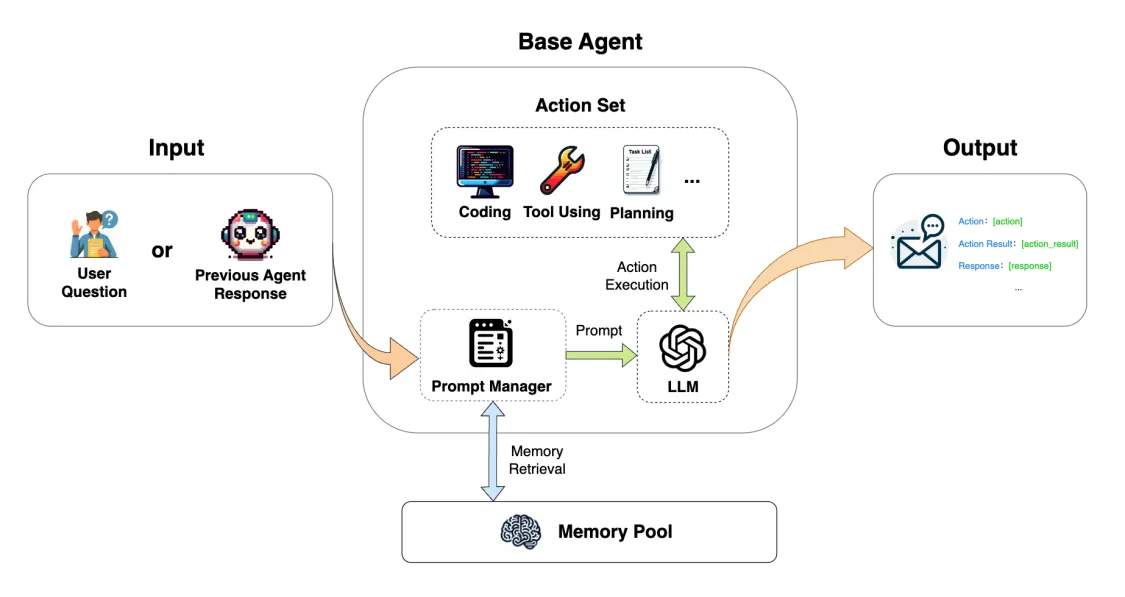 Base Agent
Action Set
Task List
Coding
Tool Using
Planning
...
Input
User
Question
or
Previous Agent
Response
Action
Execution
Prompt
Prompt Manager
LLM
Memory
Retrieval
Memory Pool
Output
Action：[action]
Action Result：[action_result]
Response：[response]
...